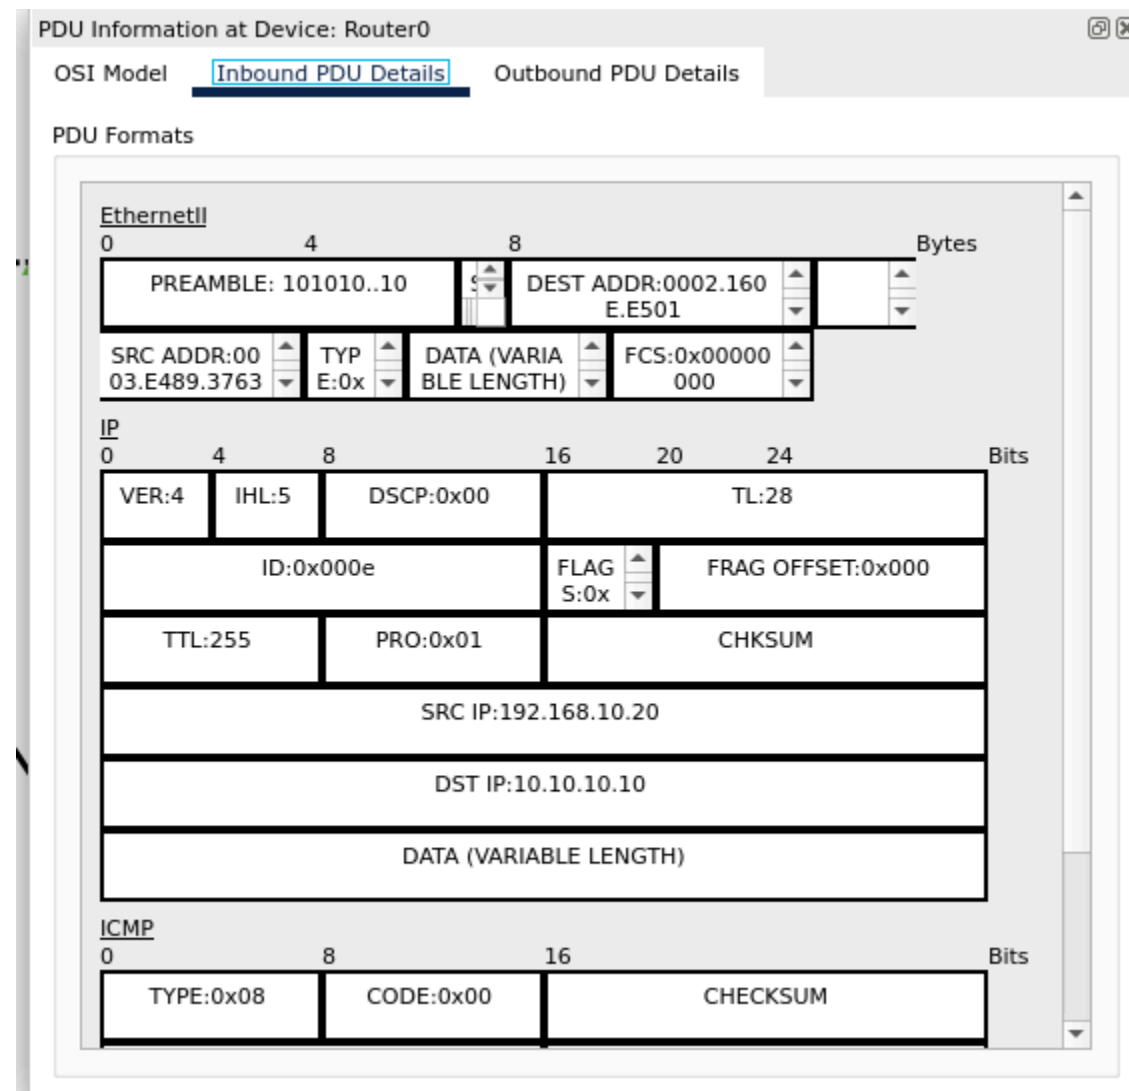 PDU Information at Device: Router0
OSI Model Inbound PDU Details Outbound PDU Details
PDU Formats
EthernetII
0 4 8 Bytes
PREAMBLE: 101010..10 DEST ADDR:0002.160
E.E501
SRC ADDR:00 TYP DATA (VARIA FCS:0x00000
03.E489.3763 E:0x BLE LENGTH) 000
IP
0 4 8 16 20 24 Bits
VER:4 IHL:5 DSCP:0x00 TL:28
ID:0x000e FLAG FRAG OFFSET:0x000
S:0x
TTL:255 PRO:0x01 CHKSUM
SRC IP:192.168.10.20
DST IP:10.10.10.10
DATA (VARIABLE LENGTH)
ICMP
0 8 16 Bits
TYPE:0x08 CODE:0x00 CHECKSUM